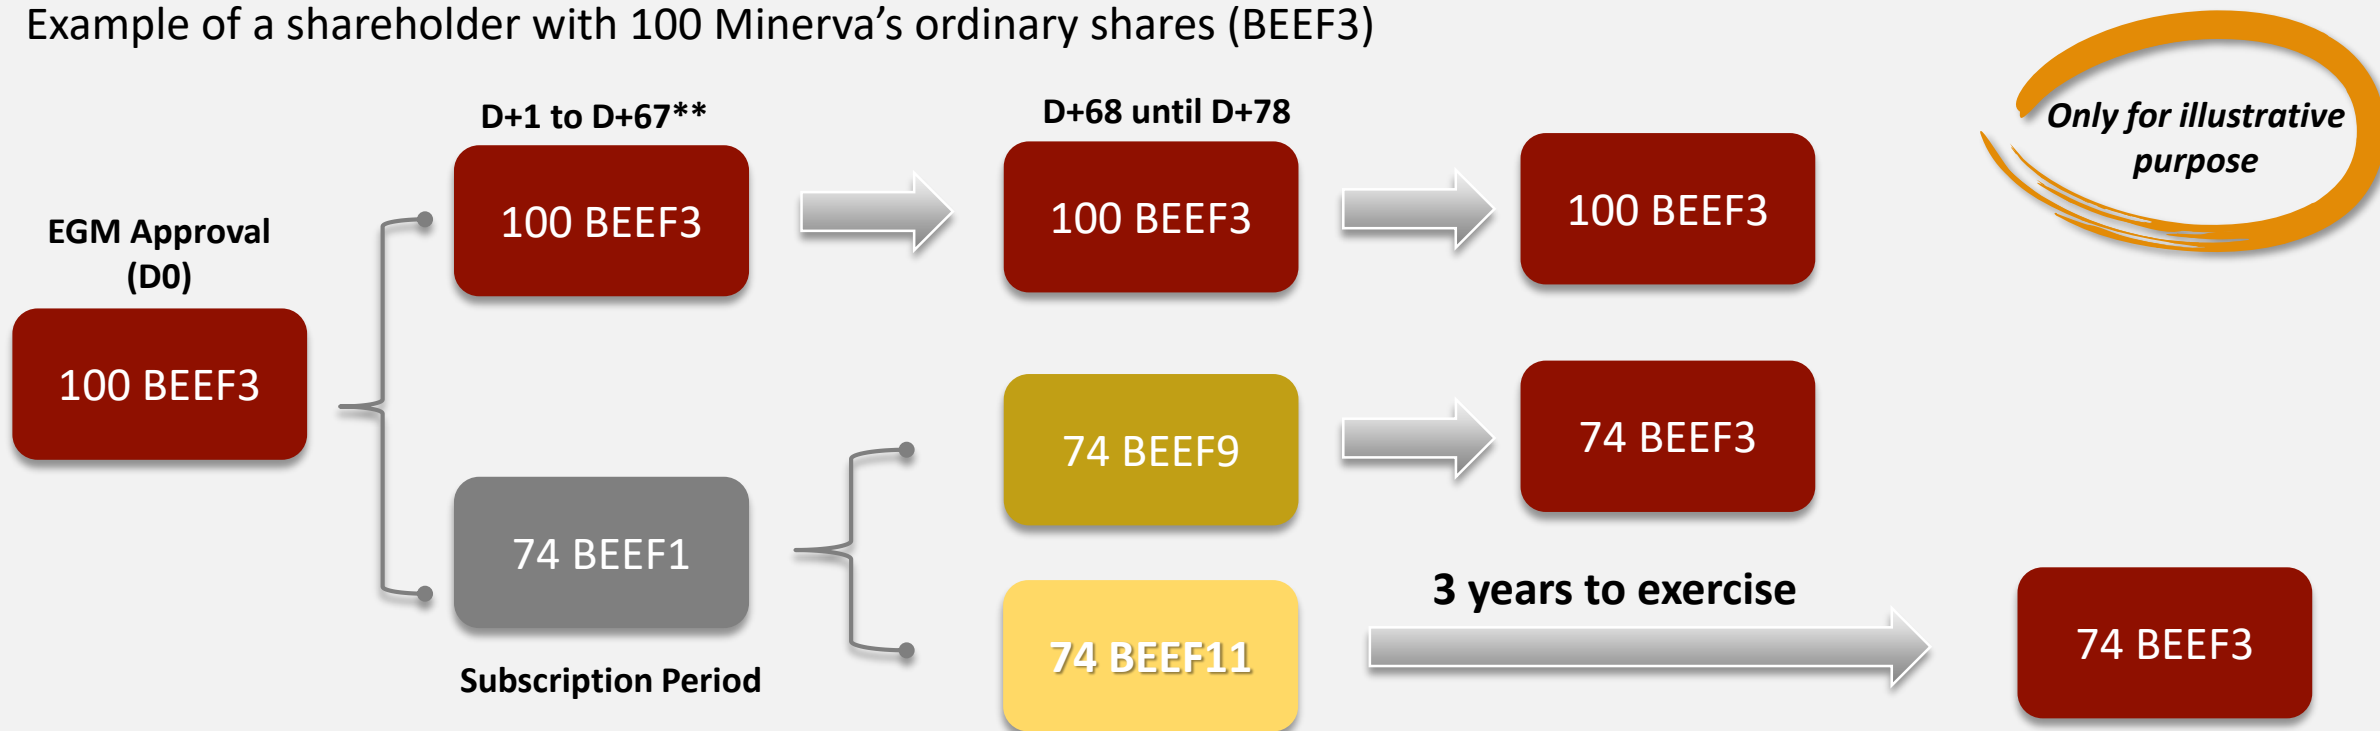 Example of a shareholder with 100 Minerva’s ordinary shares (BEEF3)
Only for illustrative
purpose
EGM Approval
(D0)
100 BEEF3
D+1 to D+67**
100 BEEF3
74 BEEF1
Subscription Period
D+68 until D+78
100 BEEF3
74 BEEF9
74 BEEF11
100 BEEF3
74 BEEF3
3 years to exercise
74 BEEF3